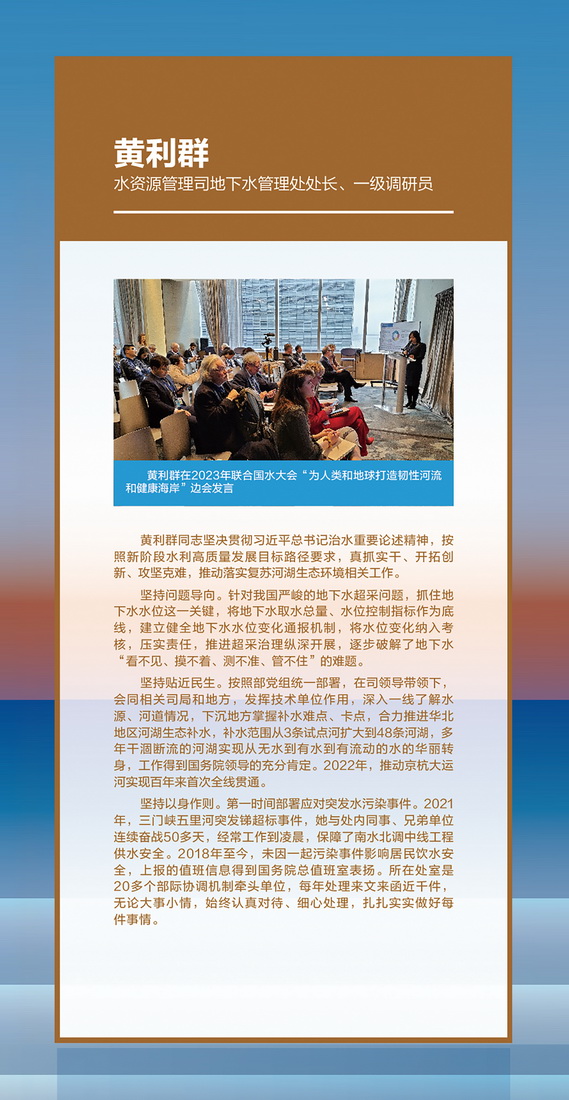 黄利群
水资源管理司地下水管理处处长、一级调研员
黄利群在2023年联合国水大会“为人类和地球打造韧性河流
和健康海岸”边会发言
黄利群同志坚决贯彻习近平总书记治水重要论述精神，按
照新阶段水利高质量发展目标路径要求，真抓实干、开拓创
新、攻坚克难，推动落实复苏河湖生态环境相关工作。
坚持问题导向。针对我国严峻的地下水超采问题，抓住地
下水水位这一关键，将地下水取水总量、水位控制指标作为底
线，建立健全地下水水位变化通报机制，将水位变化纳入考
核，压实责任，推进超采治理纵深开展，逐步破解了地下水
“看不见、摸不着、测不准、管不住”的难题。
坚持贴近民生。按照部党组统一部署，在司领导带领下，
会同相关司局和地方，发挥技术单位作用，深入一线了解水
源、河道情况，下沉地方掌握补水难点、卡点，合力推进华北
地区河湖生态补水，补水范围从3条试点河扩大到48条河湖，多
年干涸断流的河湖实现从无水到有水到有流动的水的华丽转
身，工作得到国务院领导的充分肯定。2022年，推动京杭大运
河实现百年来首次全线贯通。
坚持以身作则。第一时间部署应对突发水污染事件。2021
年，三门峡五里河突发锑超标事件，她与处内同事、兄弟单位
连续奋战50多天，经常工作到凌晨，保障了南水北调中线工程
供水安全。2018年至今，未因一起污染事件影响居民饮水安
全，上报的值班信息得到国务院总值班室表扬。所在处室是
20多个部际协调机制牵头单位，每年处理来文来函近千件，
无论大事小情，始终认真对待、细心处理，扎扎实实做好每
件事情。